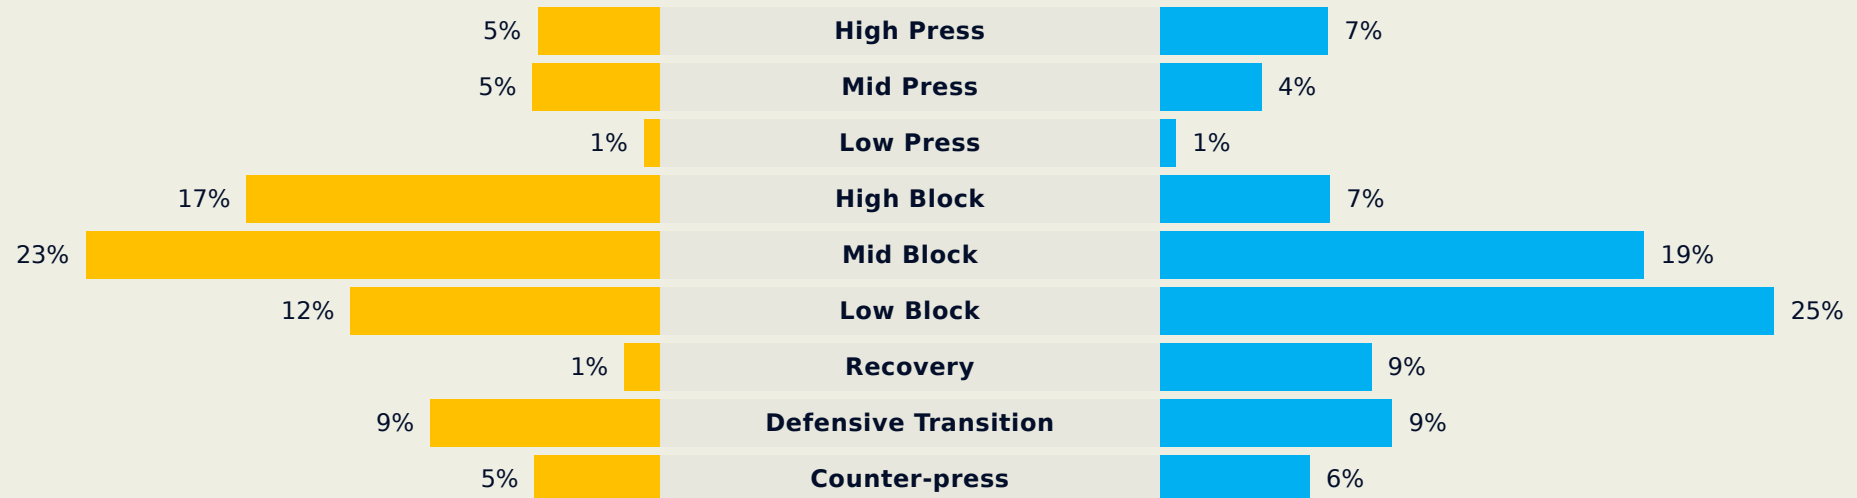 5% High Press 7%
5% Mid Press 4%
1% Low Press 1%
17% High Block 7%
23% Mid Block 19%
12% Low Block 25%
1% Recovery 9%
9% Defensive Transition 9%
5% Counter-press 6%